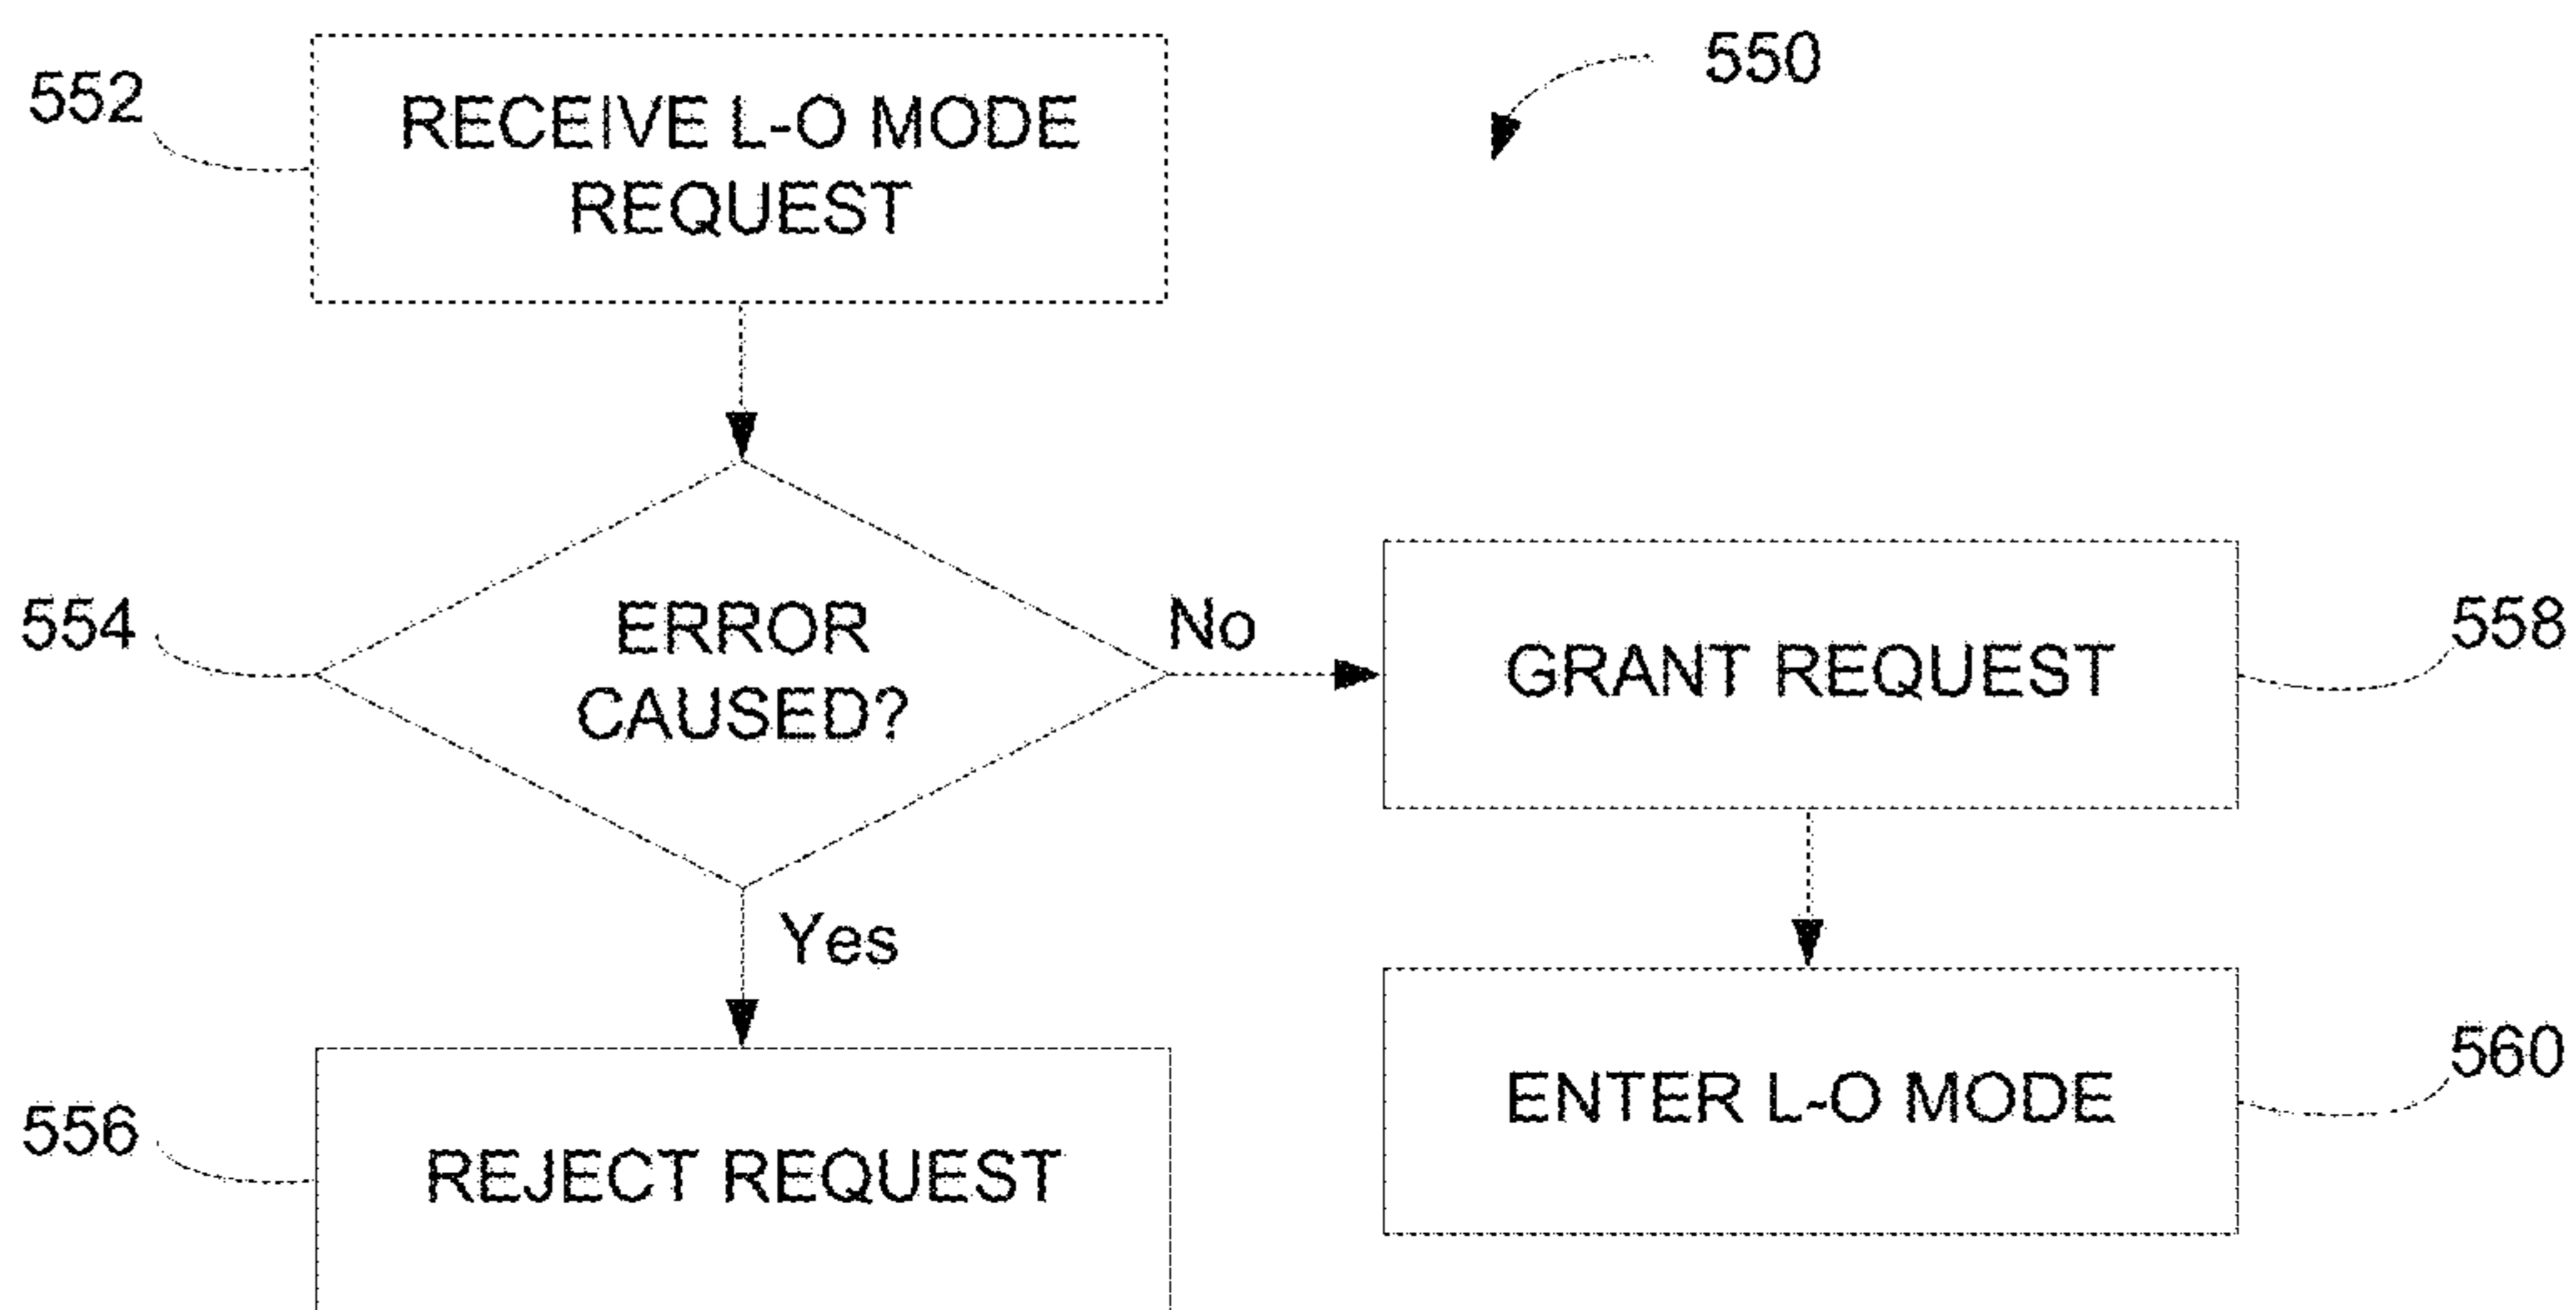 550
552
RECEIVE L-O MODE
REQUEST
554
ERROR
CAUSED?
No
GRANT REQUEST
558
Yes
556
REJECT REQUEST
ENTER L-O MODE
560